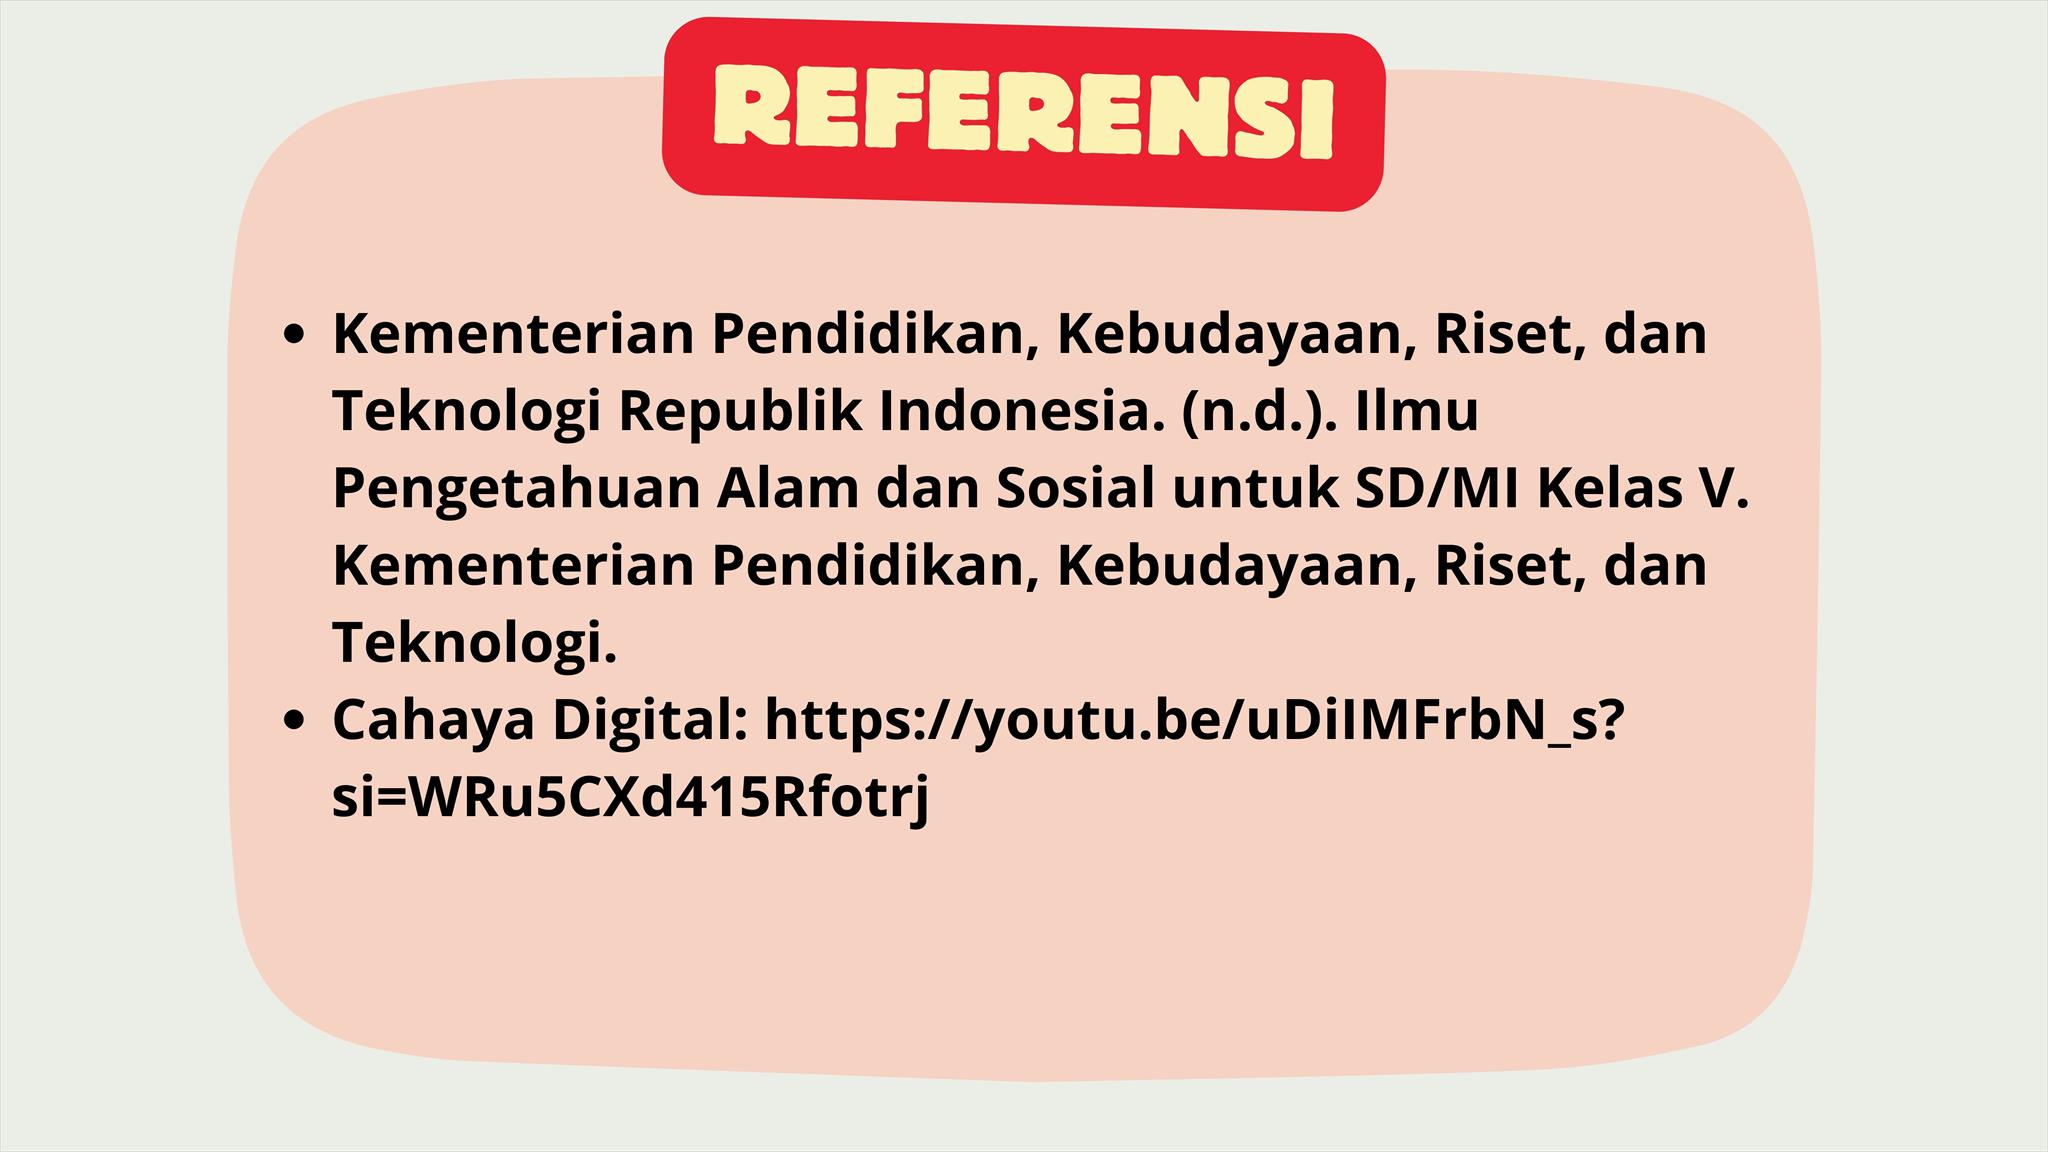 REFERENSI
• Kementerian Pendidikan, Kebudayaan, Riset, dan
Teknologi Republik Indonesia. (n.d.). Ilmu
Pengetahuan Alam dan Sosial untuk SD/MI Kelas V.
Kementerian Pendidikan, Kebudayaan, Riset, dan
Teknologi.
• Cahaya Digital: https://youtu.be/uDiIMFrbN_s?
si=WRu5CXd415Rfotrj